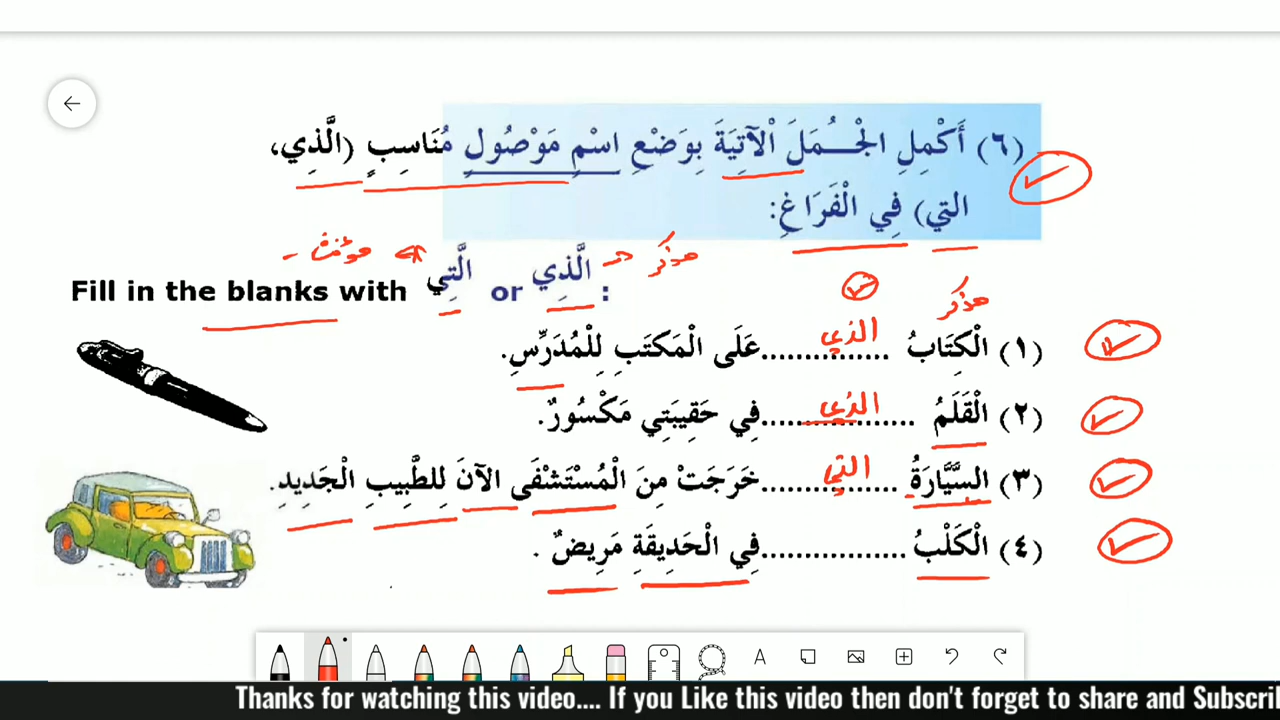 (٦) أَكْمِلِ الْجُمَلَ الْآتِيَةَ بِوَضْعِ اسْمِ مَوْصُولٍ مُنَاسِبٍ (الَّذِي،
التي) فِي الْفَرَاغِ:
مذكر الَّذِي الَّتِي مؤنث
Fill in the blanks with الَّتِي or الَّذِي :
مذكر
(١) الْكِتَابُ ......الذي......عَلَى الْمَكتَبِ لِلْمُدَرِّسِ.
(٢) الْقَلَمُ ......الذي......فِي حَقِيبَتِي مَكْسُورٌ.
(٣) السَّيَّارَةُ ......التي......خَرَجَتْ مِنَ الْمُسْتَشْفَى الآنَ لِلطَّبِيبِ الْجَدِيدِ.
(٤) الْكَلْبُ .................فِي الْحَدِيقَةِ مَرِيضٌ .
A
Thanks for watching this video.... If you Like this video then don't forget to share and Subscri